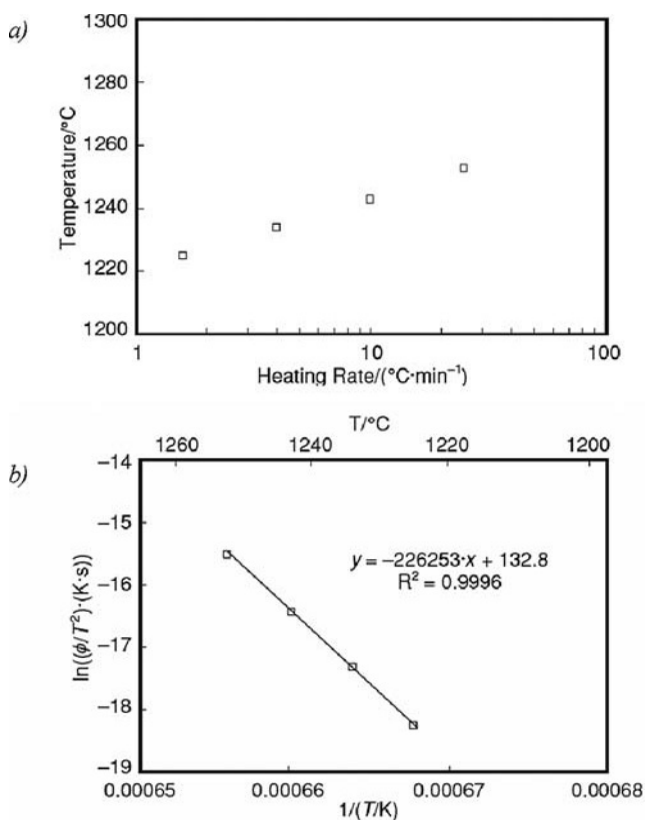 a)
1300
1280
1260
1240
1220
1200
Temperature/°C
1 10 100
Heating Rate/(°C·min⁻¹)
b)
T/°C
1260 1240 1220 1200
−14
−15
−16
−17
−18
−19
ln((ϕ/T²)·(K·s))
y = −226253·x + 132.8
R² = 0.9996
0.00065 0.00066 0.00067 0.00068
1/(T/K)